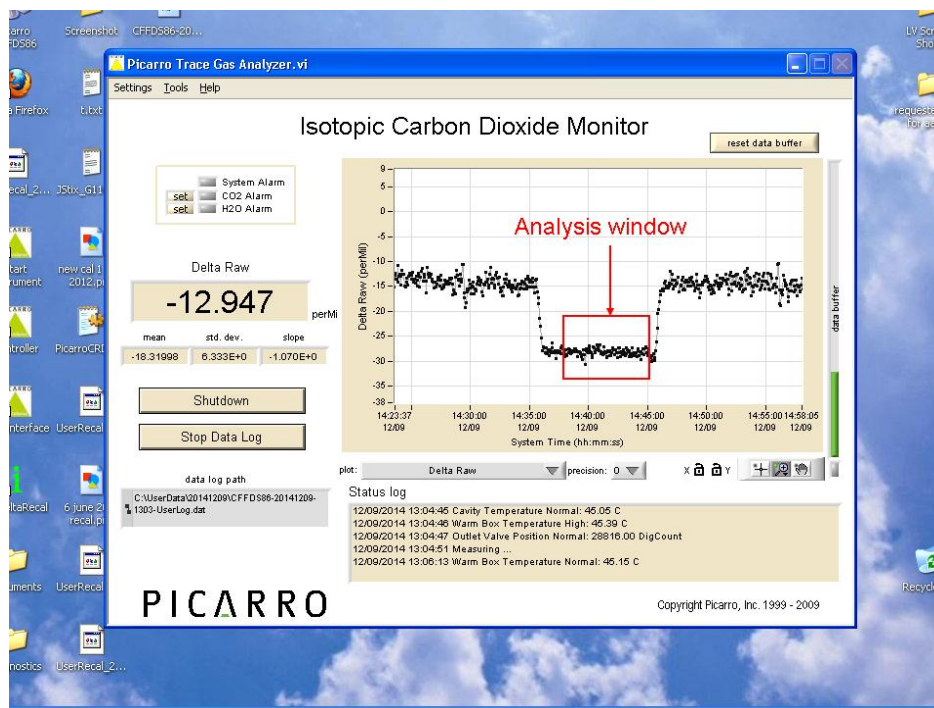 Screenshot
CFFDS86-20...
FDS86
Firefox
t.txt
JStix_G11
new cal 1
2012.pi
PicarroCRD
UserRecal
6 june 2
recal.pi
UserRecal
UserRecal_2...
Picarro Trace Gas Analyzer.vi
Settings Tools Help
Isotopic Carbon Dioxide Monitor
reset data buffer
System Alarm
set CO2 Alarm
set H2O Alarm
Delta Raw
-12.947
perMi
mean std. dev. slope
-18.31998 6.333E+0 -1.070E+0
Shutdown
Stop Data Log
data log path
C:\UserData\20141209\CFFDS86-20141209-
1303-UserLog.dat
9
6
0
-5
-10
-15
-20
-25
-30
-35
-38
Delta Raw (perMil)
Analysis window
14:23:37 14:30:00 14:35:00 14:40:00 14:45:00 14:50:00 14:55:00 14:58:05
12/09 12/09 12/09 12/09 12/09 12/09 12/09 12/09
System Time (hh:mm:ss)
data buffer
plot: Delta Raw precision: 0 X Y
Status log
12/09/2014 13:04:45 Cavity Temperature Normal: 45.05 C
12/09/2014 13:04:46 Warm Box Temperature High: 45.39 C
12/09/2014 13:04:47 Outlet Valve Position Normal: 28816.00 DigCount
12/09/2014 13:04:51 Measuring ...
12/09/2014 13:06:13 Warm Box Temperature Normal: 45.15 C
PICARRO
Copyright Picarro, Inc. 1999 - 2009